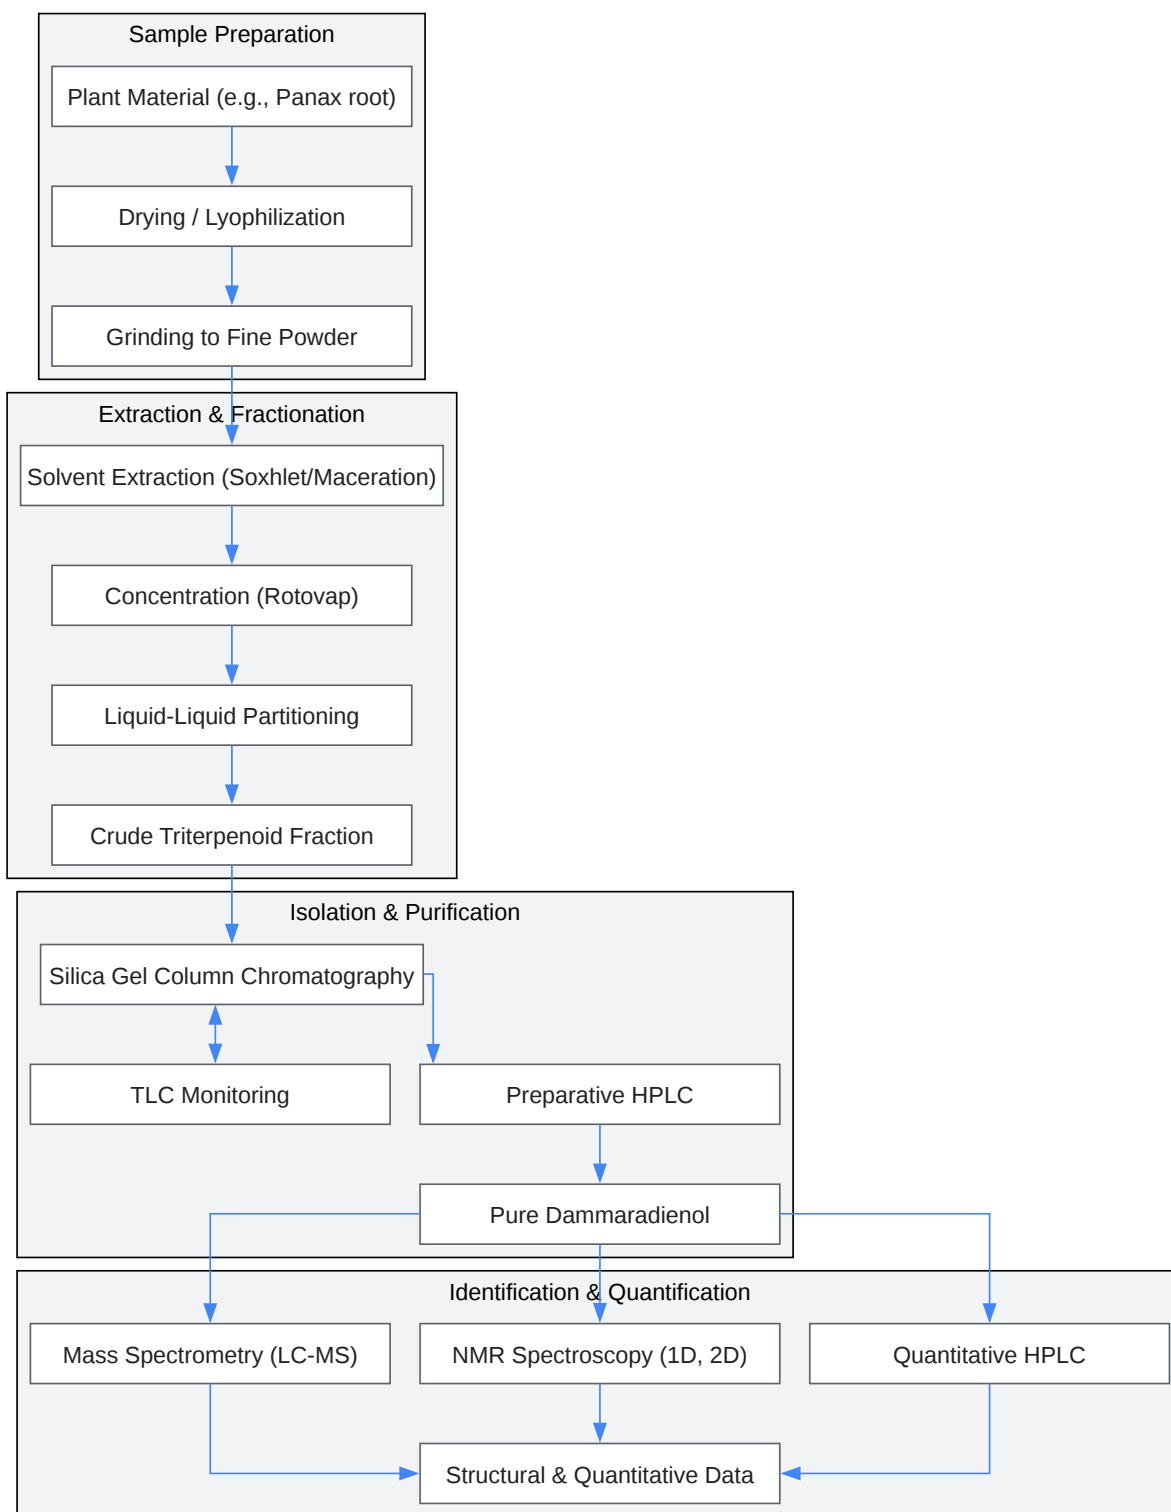 Sample Preparation
Plant Material (e.g., Panax root)
Drying / Lyophilization
Grinding to Fine Powder
Extraction & Fractionation
Solvent Extraction (Soxhlet/Maceration)
Concentration (Rotovap)
Liquid-Liquid Partitioning
Crude Triterpenoid Fraction
Isolation & Purification
Silica Gel Column Chromatography
TLC Monitoring
Preparative HPLC
Pure Dammaradienol
Identification & Quantification
Mass Spectrometry (LC-MS)
NMR Spectroscopy (1D, 2D)
Quantitative HPLC
Structural & Quantitative Data